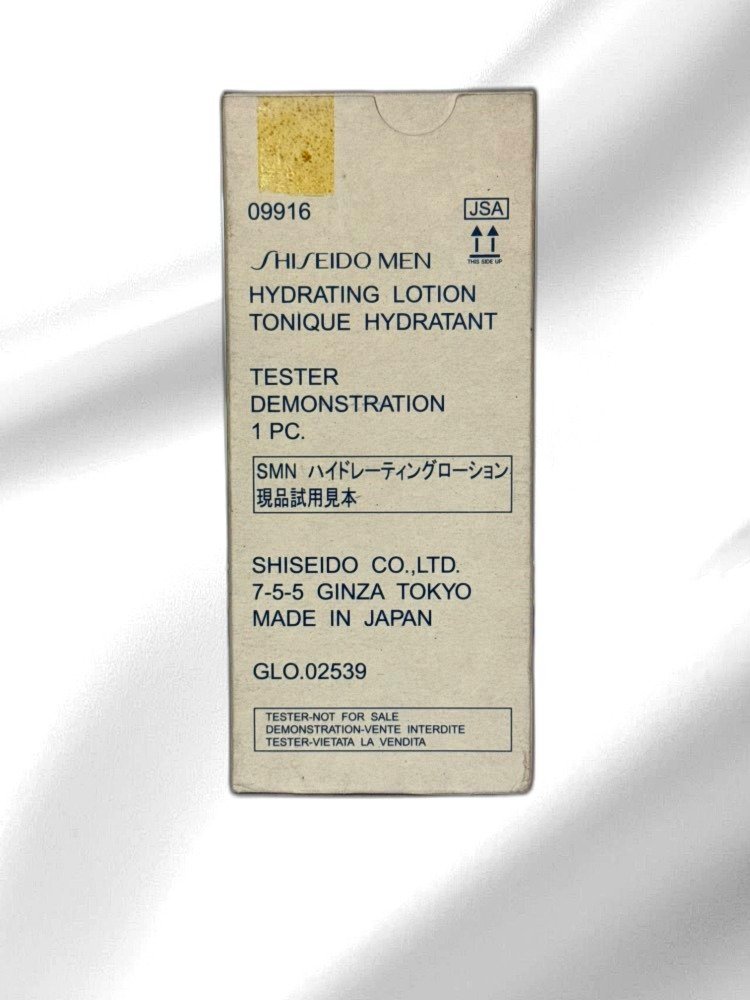 09916
JSA
THIS SIDE UP
SHISEIDO MEN
HYDRATING LOTION
TONIQUE HYDRATANT
TESTER
DEMONSTRATION
1 PC.
SMN ハイドレーティングローション
現品試用見本
SHISEIDO CO.,LTD.
7-5-5 GINZA TOKYO
MADE IN JAPAN
GLO.02539
TESTER-NOT FOR SALE
DEMONSTRATION-VENTE INTERDITE
TESTER-VIETATA LA VENDITA